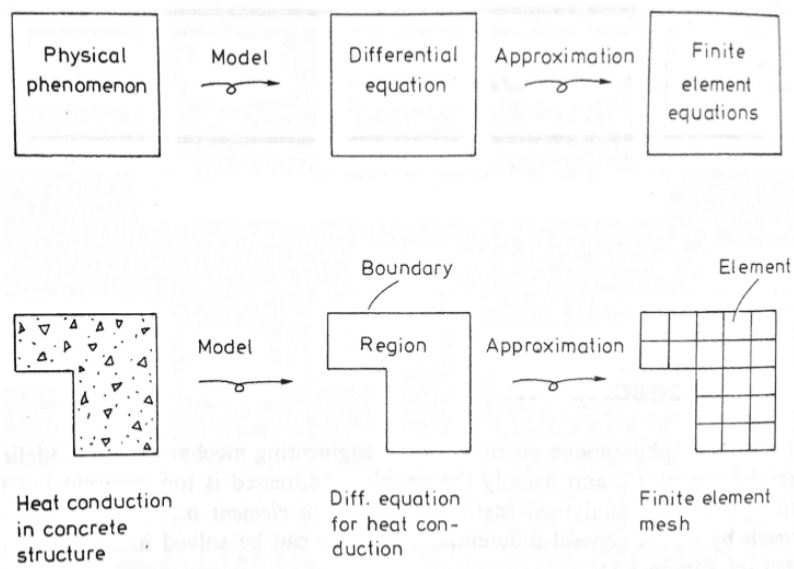 Physical
phenomenon
Model
Differential
equation
Approximation
Finite
element
equations
Boundary
Element
Model
Region
Approximation
Heat conduction
in concrete
structure
Diff. equation
for heat con-
duction
Finite element
mesh